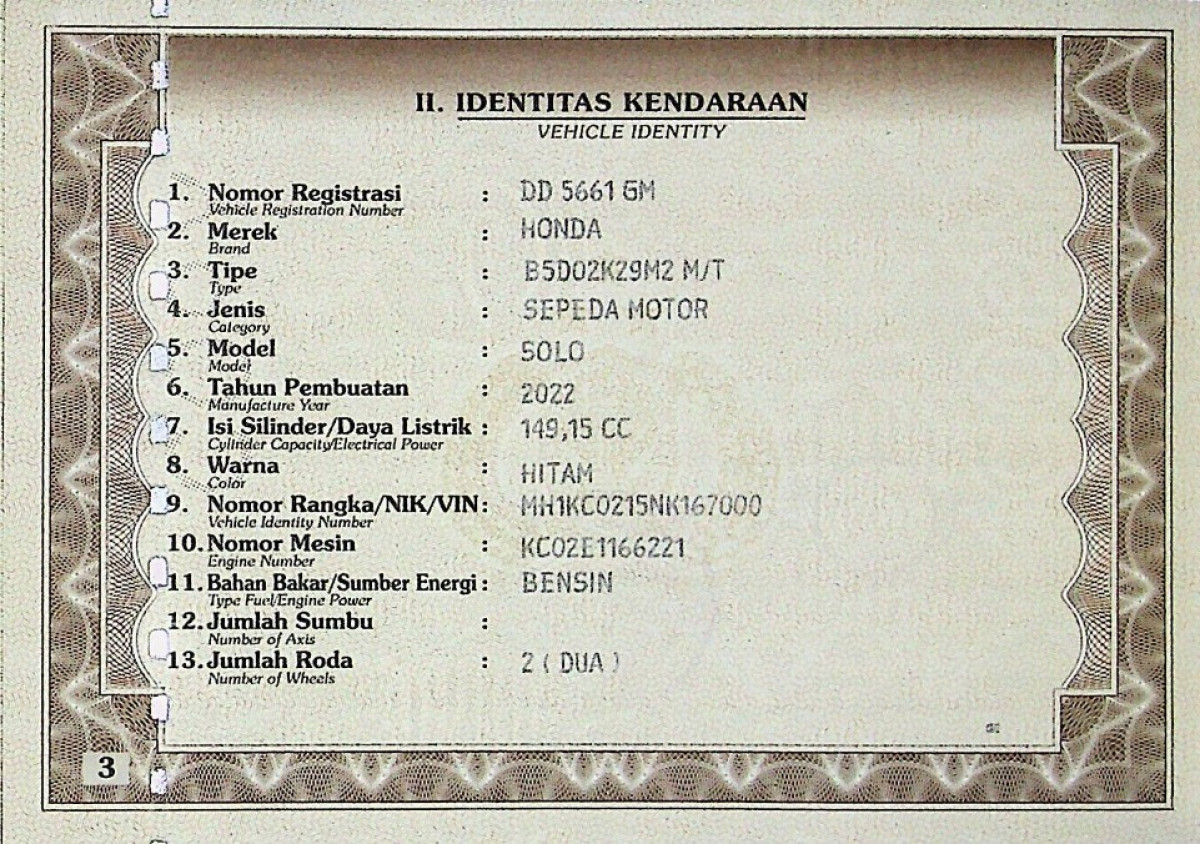 II. IDENTITAS KENDARAAN
VEHICLE IDENTITY
1. Nomor Registrasi : DD 5661 GM
Vehicle Registration Number
2. Merek : HONDA
Brand
3. Tipe : B5D02K29M2 M/T
Type
4. Jenis : SEPEDA MOTOR
Category
5. Model : SOLO
Model
6. Tahun Pembuatan : 2022
Manufacture Year
7. Isi Silinder/Daya Listrik : 149,15 CC
Cylinder Capacity/Electrical Power
8. Warna : HITAM
Color
9. Nomor Rangka/NIK/VIN : MH1KC0215NK167000
Vehicle Identity Number
10. Nomor Mesin : KC02E1166221
Engine Number
11. Bahan Bakar/Sumber Energi : BENSIN
Type Fuel/Engine Power
12. Jumlah Sumbu :
Number of Axis
13. Jumlah Roda : 2 ( DUA )
Number of Wheels
3